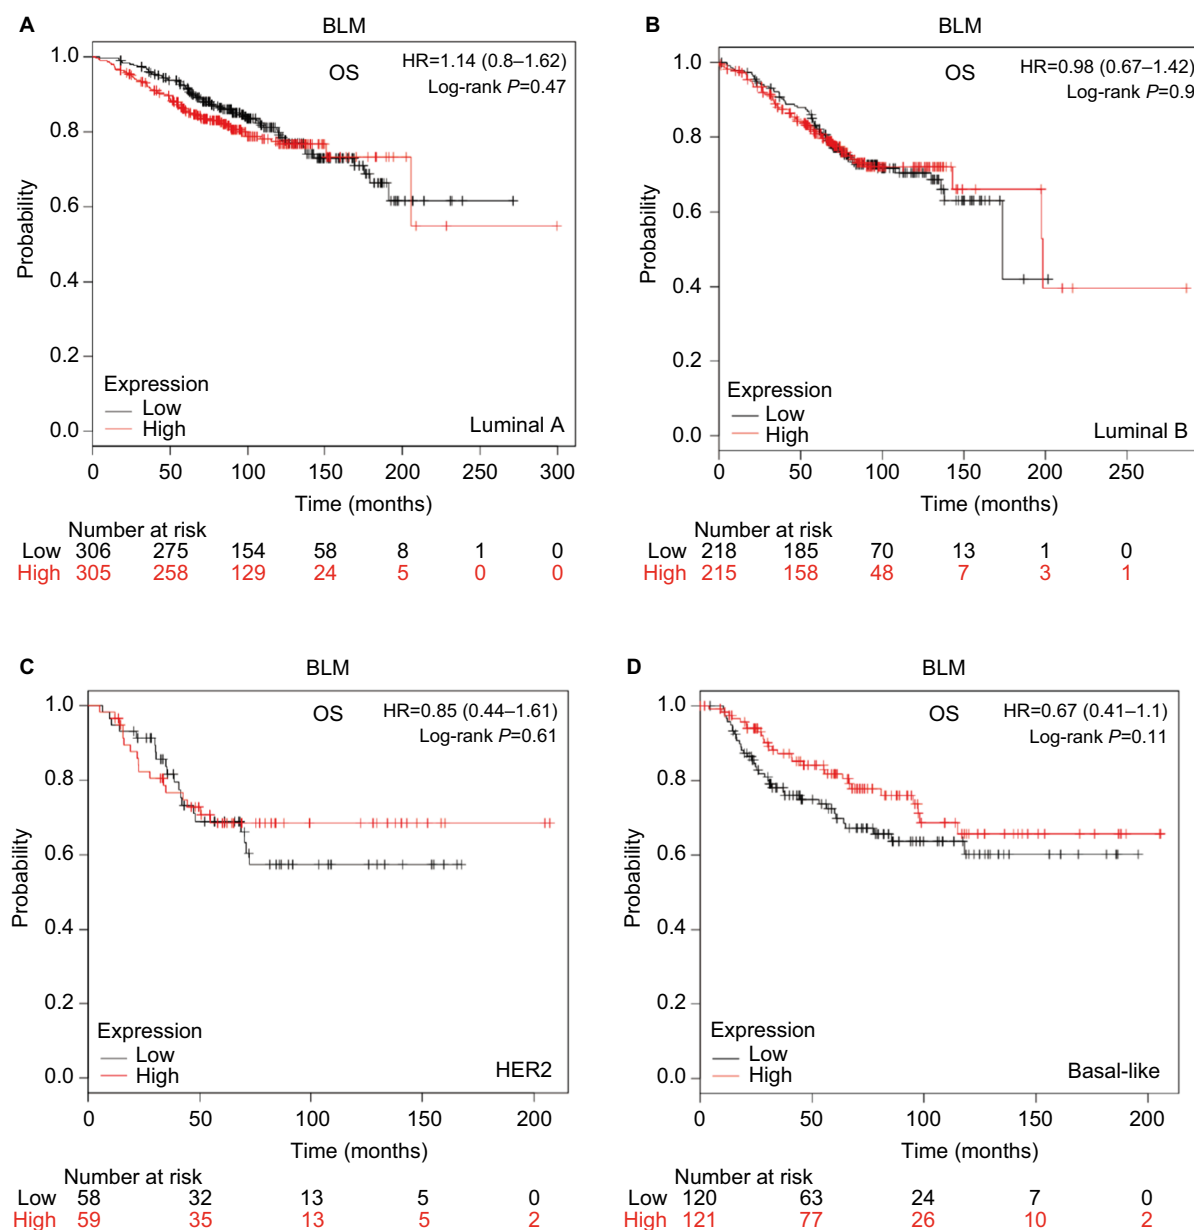 A
BLM
OS
HR=1.14 (0.8–1.62)
Log-rank P=0.47
Probability
1.0
0.8
0.6
0.4
0.2
0.0
Expression
Low
High
Luminal A
0 50 100 150 200 250 300
Time (months)
Number at risk
Low 306 275 154 58 8 1 0
High 305 258 129 24 5 0 0
B
BLM
OS
HR=0.98 (0.67–1.42)
Log-rank P=0.9
Probability
1.0
0.8
0.6
0.4
0.2
0.0
Expression
Low
High
Luminal B
0 50 100 150 200 250
Time (months)
Number at risk
Low 218 185 70 13 1 0
High 215 158 48 7 3 1
C
BLM
OS
HR=0.85 (0.44–1.61)
Log-rank P=0.61
Probability
1.0
0.8
0.6
0.4
0.2
0.0
Expression
Low
High
HER2
0 50 100 150 200
Time (months)
Number at risk
Low 58 32 13 5 0
High 59 35 13 5 2
D
BLM
OS
HR=0.67 (0.41–1.1)
Log-rank P=0.11
Probability
1.0
0.8
0.6
0.4
0.2
0.0
Expression
Low
High
Basal-like
0 50 100 150 200
Time (months)
Number at risk
Low 120 63 24 7 0
High 121 77 26 10 2